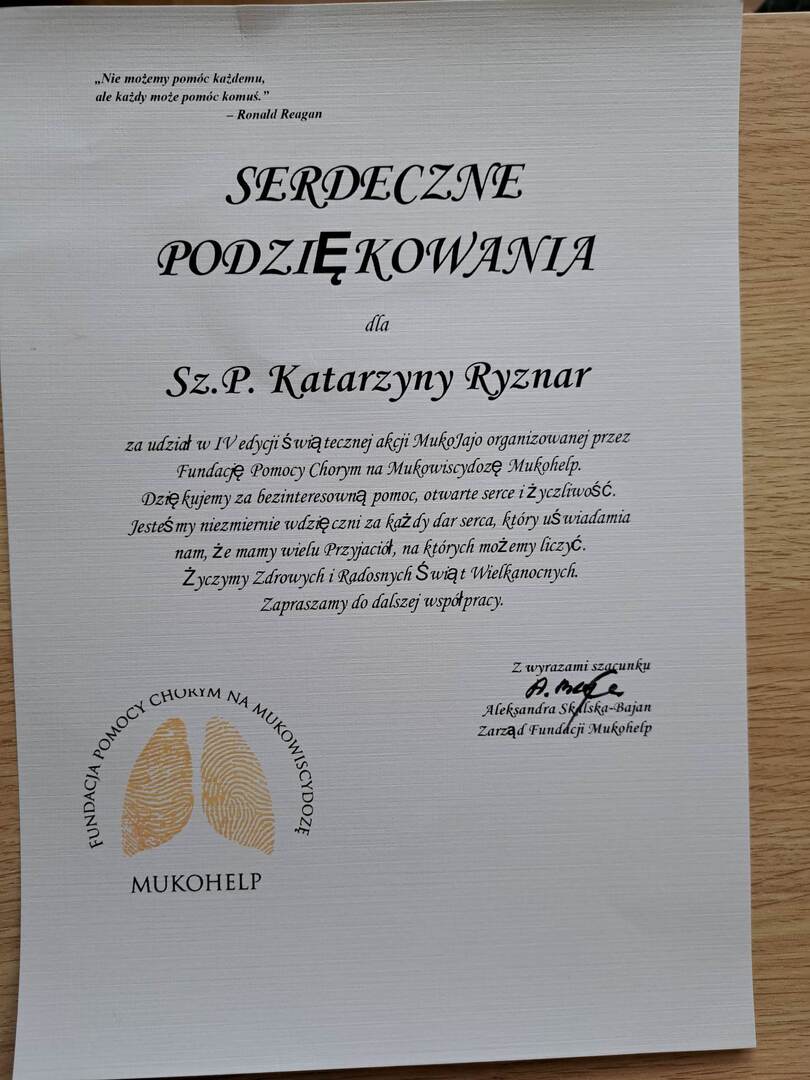 „Nie możemy pomóc każdemu,
ale każdy może pomóc komuś.”
– Ronald Reagan
SERDECZNE
PODZIĘKOWANIA
dla
Sz.P. Katarzyny Ryznar
za udział w IV edycji świątecznej akcji MukoJajo organizowanej przez
Fundację Pomocy Chorym na Mukowiscydozę Mukohelp.
Dziękujemy za bezinteresowną pomoc, otwarte serce i życzliwość.
Jesteśmy niezmiernie wdzięczni za każdy dar serca, który uświadamia
nam, że mamy wielu Przyjaciół, na których możemy liczyć.
Życzymy Zdrowych i Radosnych Świąt Wielkanocnych.
Zapraszamy do dalszej współpracy.
Z wyrazami szacunku
Aleksandra Skalska-Bajan
Zarząd Fundacji Mukohelp
FUNDACJA POMOCY CHORYM NA MUKOWISCYDOZĘ
MUKOHELP